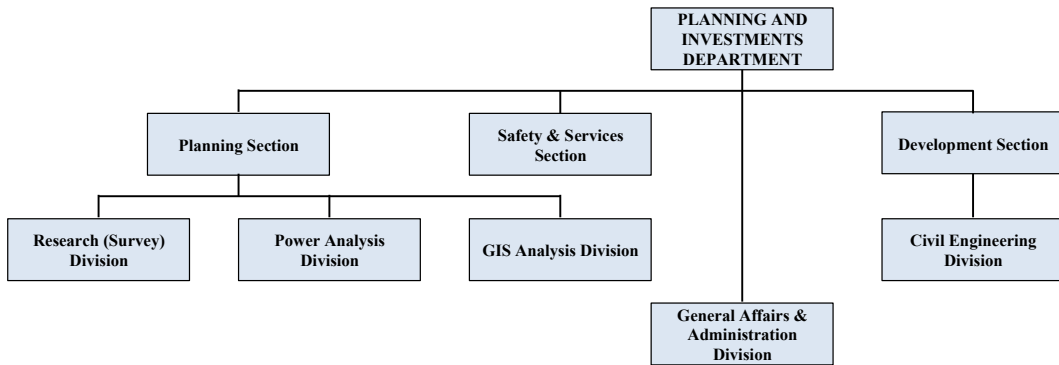 PLANNING AND
INVESTMENTS
DEPARTMENT
Planning Section
Safety & Services
Section
Development Section
Research (Survey)
Division
Power Analysis
Division
GIS Analysis Division
Civil Engineering
Division
General Affairs &
Administration
Division